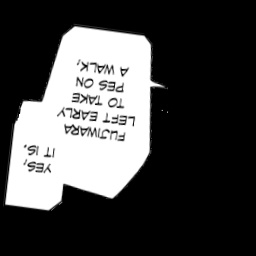 YES,
IT IS.
FUJIWARA
LEFT EARLY
TO TAKE
PES ON
A WALK,